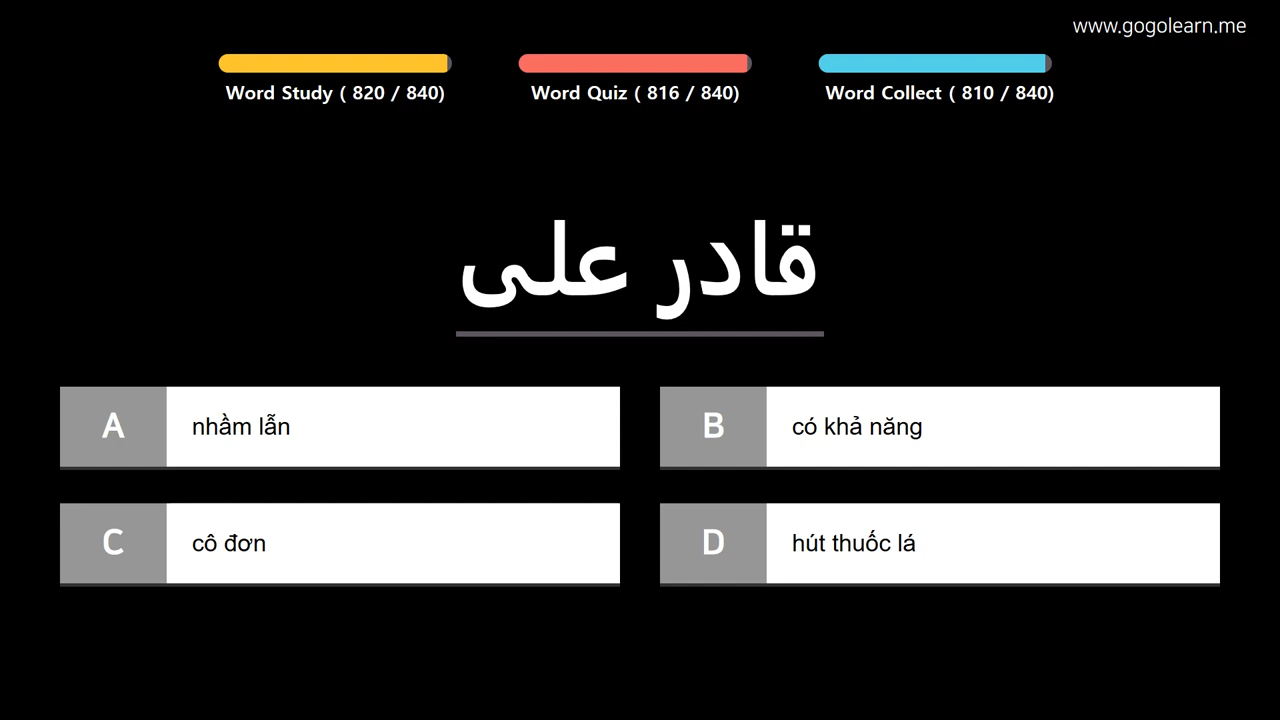 www.gogolearn.me
Word Study ( 820 / 840)
Word Quiz ( 816 / 840)
Word Collect ( 810 / 840)
قادر على
A
nhầm lẫn
B
có khả năng
C
cô đơn
D
hút thuốc lá